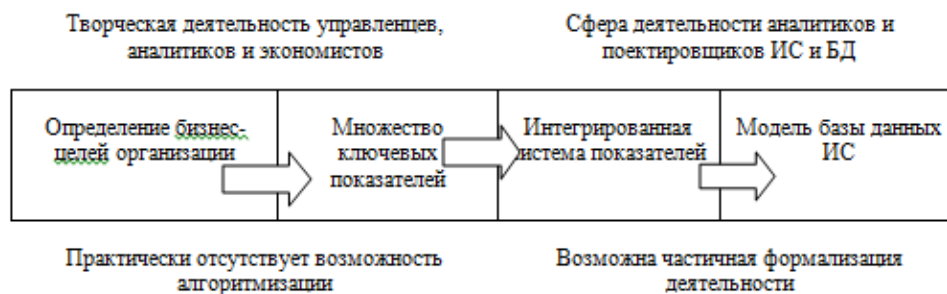 Творческая деятельность управленцев,
аналитиков и экономистов
Сфера деятельности аналитиков и
поектировщиков ИС и БД
Определение бизнес-
целей организации
Множество
ключевых
показателей
Интегрированная
истема показателей
Модель базы данных
ИС
Практически отсутствует возможность
алгоритмизации
Возможна частичная формализация
деятельности